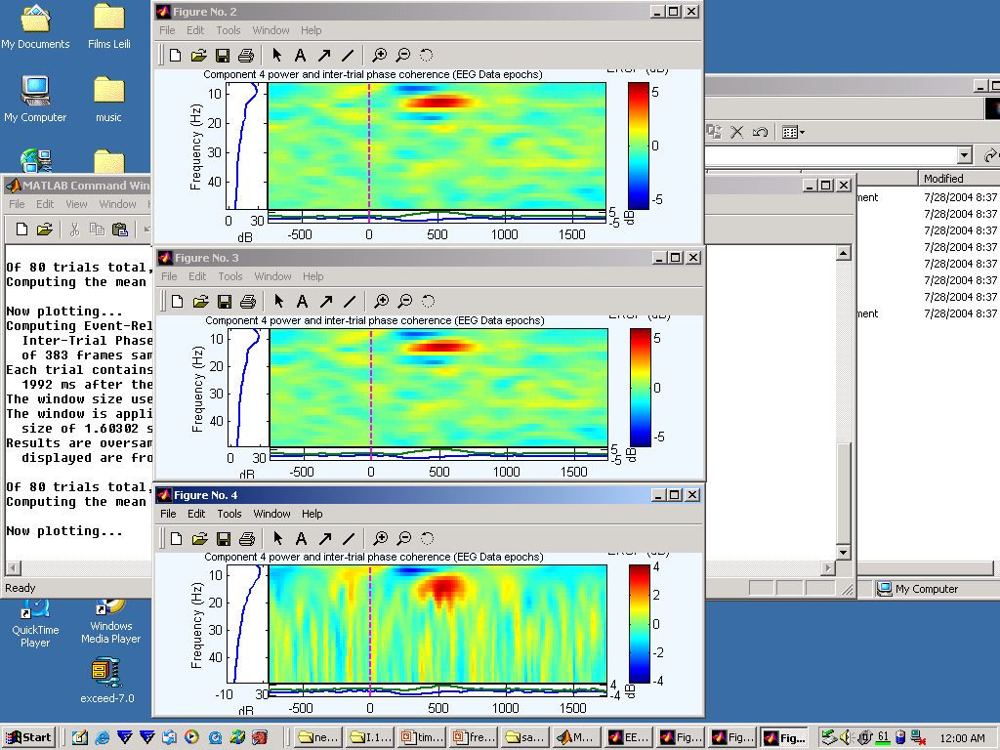 My Documents
Films Leili
My Computer
music
Figure No. 2
File Edit Tools Window Help
Component 4 power and inter-trial phase coherence (EEG Data epochs)
Frequency (Hz)
10
20
30
40
0 30
dB
-500 0 500 1000 1500
5
0
-5
5
-5
dB
MATLAB Command Win
File Edit View Window
Of 80 trials total,
Computing the mean
Now plotting...
Computing Event-Rel
Inter-Trial Phase
of 383 frames sam
Each trial contains
1992 ms after the
The window size use
The window is appli
size of 1.60302 s
Results are oversam
displayed are fro
Of 80 trials total,
Computing the mean
Now plotting...
Ready
Figure No. 3
File Edit Tools Window Help
Component 4 power and inter-trial phase coherence (EEG Data epochs)
Frequency (Hz)
10
20
30
40
0 30
dB
-500 0 500 1000 1500
5
0
-5
5
-5
dB
Figure No. 4
File Edit Tools Window Help
Component 4 power and inter-trial phase coherence (EEG Data epochs)
Frequency (Hz)
10
20
30
40
-10 30
dB
-500 0 500 1000 1500
4
2
0
-2
-4
4
-4
dB
Modified
ment 7/28/2004 8:37
7/28/2004 8:37
7/28/2004 8:37
7/28/2004 8:37
7/28/2004 8:37
7/28/2004 8:37
7/28/2004 8:37
ment 7/28/2004 8:37
My Computer
QuickTime
Player
Windows
Media Player
exceed-7.0
Start ne... 1.1... tim... fre... sa... M... EE... Fig... Fig... Fig... 61 12:00 AM